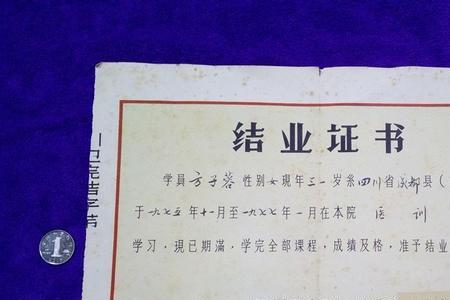 结业证书
学員 方子蓉 性别 女 現年 三一 岁 系 四川 省 成都 縣（
于一九七五年十一月至一九七七年一月在本院 医 訓
学习，現已期滿，学完全部课程，成绩及格，准予结业
1